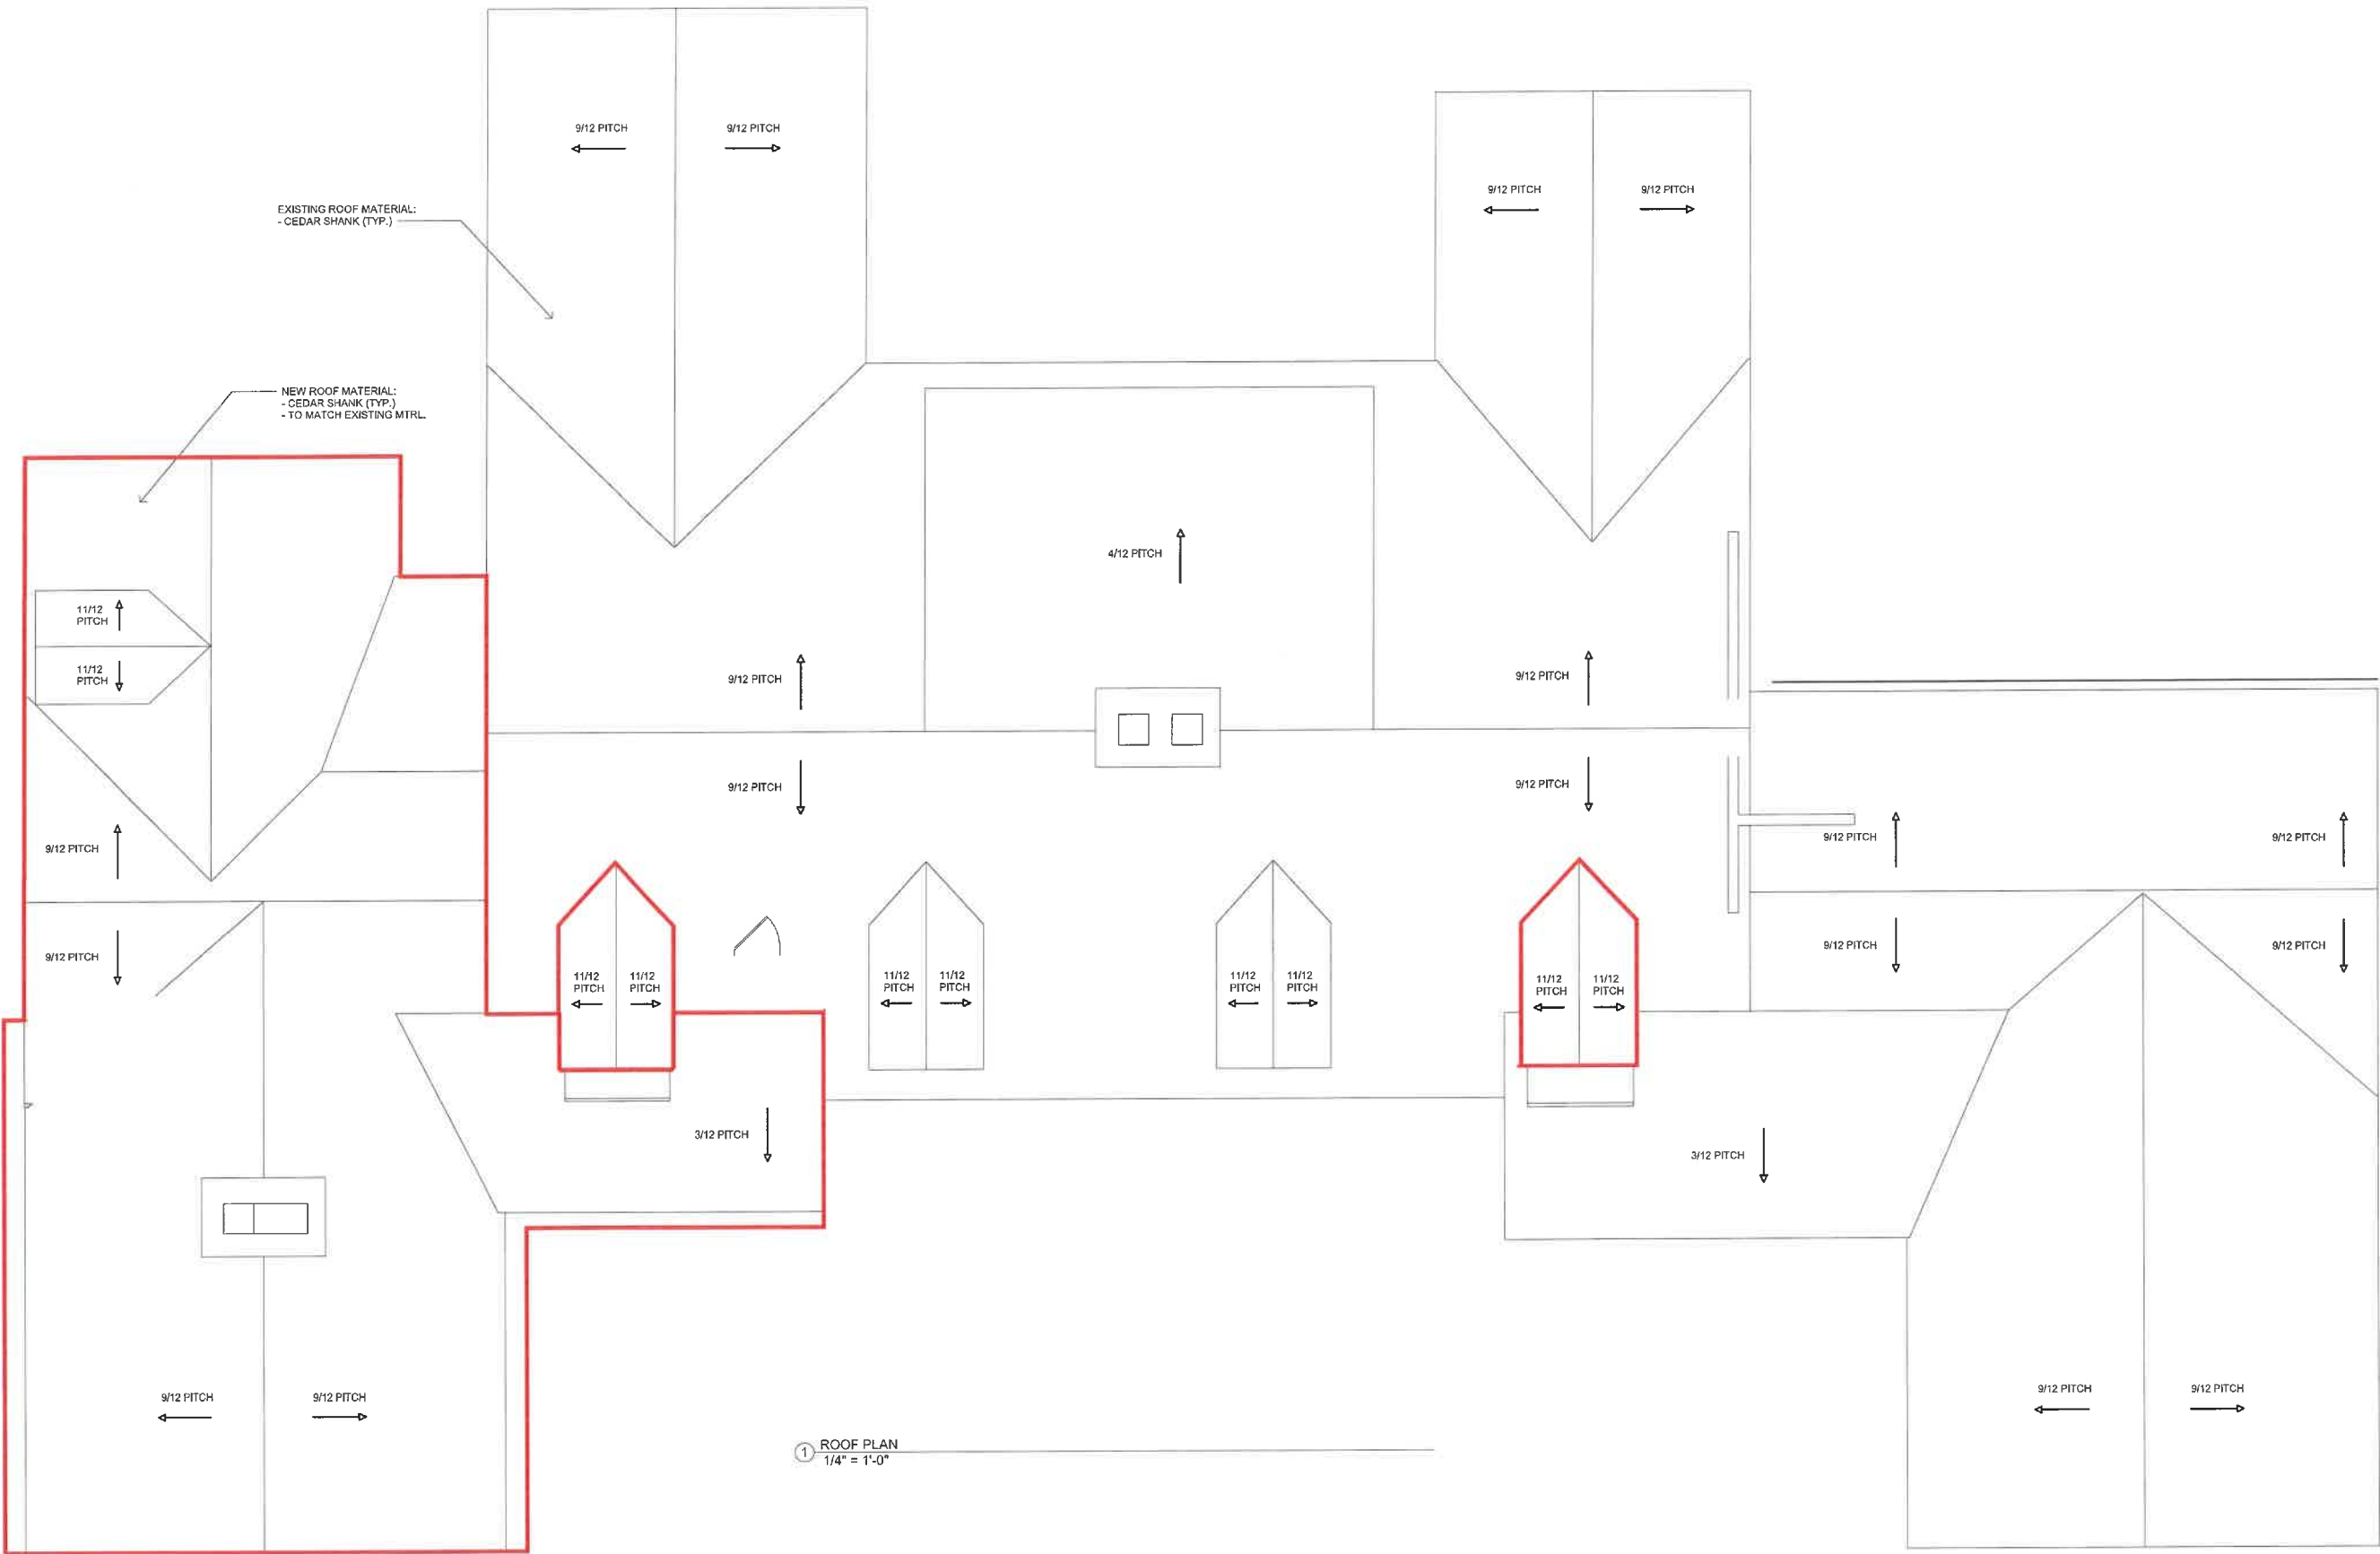 9/12 PITCH
9/12 PITCH
9/12 PITCH
9/12 PITCH
EXISTING ROOF MATERIAL:
- CEDAR SHANK (TYP.)
NEW ROOF MATERIAL:
- CEDAR SHANK (TYP.)
- TO MATCH EXISTING MTRL.
4/12 PITCH
11/12
PITCH
11/12
PITCH
9/12 PITCH
9/12 PITCH
9/12 PITCH
9/12 PITCH
9/12 PITCH
9/12 PITCH
9/12 PITCH
9/12 PITCH
9/12 PITCH
9/12 PITCH
11/12
PITCH
11/12
PITCH
11/12
PITCH
11/12
PITCH
11/12
PITCH
11/12
PITCH
11/12
PITCH
11/12
PITCH
3/12 PITCH
3/12 PITCH
9/12 PITCH
9/12 PITCH
9/12 PITCH
9/12 PITCH
1 ROOF PLAN
1/4" = 1'-0"